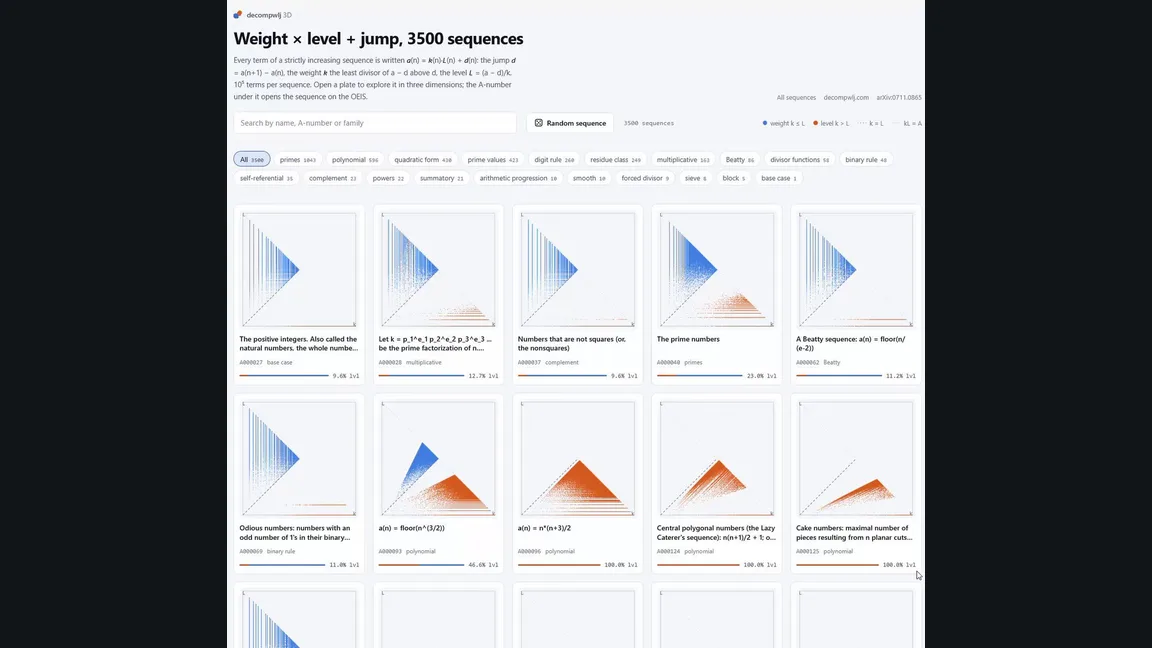 decompwlj 3D
Weight × level + jump, 3500 sequences
Every term of a strictly increasing sequence is written a(n) = k(n)·L(n) + d(n): the jump d
= a(n+1) − a(n), the weight k the least divisor of a − d above d, the level L = (a − d)/k.
terms per sequence. Open a plate to explore it in three dimensions; the A-number
under it opens the sequence on the OEIS.
All sequences decompwlj.com arXiv:0711.0865
Search by name, A-number or family
Random sequence
3500 sequences
weight k ≤ L level k > L k = L kL = A
All 3500 primes 1043 polynomial 596 quadratic form 430 prime values 423 digit rule 260 residue class 249 multiplicative 163 Beatty 86 divisor functions 58 binary rule 48
self-referential 35 complement 23 powers 22 summatory 21 arithmetic progression 10 smooth 10 forced divisor 9 sieve 8 block 5 base case 1
The positive integers. Also called the
natural numbers, the whole numbe...
A000027 base case
9.6% lvl
Let k = p_1^e_1 p_2^e_2 p_3^e_3 ...
be the prime factorization of n....
A000028 multiplicative
12.7% lvl
Numbers that are not squares (or,
the nonsquares)
A000037 complement
9.6% lvl
The prime numbers
A000040 primes
23.0% lvl
A Beatty sequence: a(n) = floor(n/
(e-2))
A000062 Beatty
11.2% lvl
Odious numbers: numbers with an
odd number of 1's in their binary...
A000069 binary rule
11.0% lvl
a(n) = floor(n^(3/2))
A000093 polynomial
46.6% lvl
a(n) = n*(n+3)/2
A000096 polynomial
100.0% lvl
Central polygonal numbers (the Lazy
Caterer's sequence): n(n+1)/2 + 1; o...
A000124 polynomial
100.0% lvl
Cake numbers: maximal number of
pieces resulting from n planar cuts...
A000125 polynomial
100.0% lvl